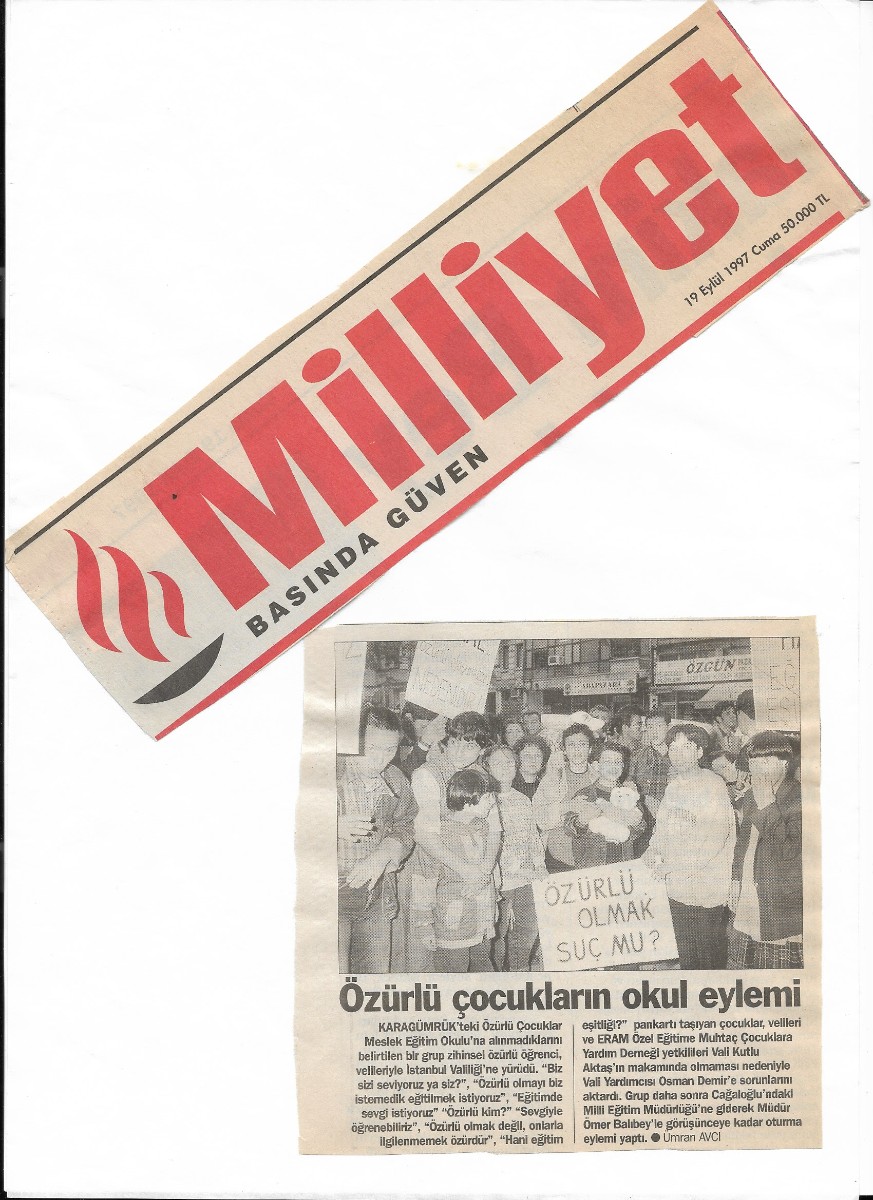 Milliyet
19 Eylül 1997 Cuma 50.000 TL
BASINDA GÜVEN
ÖZGÜN
ÖZÜRLÜ
OLMAK
SUÇ MU?
Özürlü çocukların okul eylemi
KARAGÜMRÜK'teki Özürlü Çocuklar
Meslek Eğitim Okulu'na alınmadıklarını
belirtilen bir grup zihinsel özürlü öğrenci,
velileriyle İstanbul Valiliği'ne yürüdü. "Biz
sizi seviyoruz ya siz?", "Özürlü olmayı biz
istemedik eğitilmek istiyoruz", "Eğitimde
sevgi istiyoruz" "Özürlü kim?" "Sevgiyle
öğrenebiliriz", "Özürlü olmak değil, onlarla
ilgilenmemek özürdür", "Hani eğitim
eşitliği?" pankartı taşıyan çocuklar, velileri
ve ERAM Özel Eğitime Muhtaç Çocuklara
Yardım Derneği yetkilileri Vali Kutlu
Aktaş'ın makamında olmaması nedeniyle
Vali Yardımcısı Osman Demir'e sorunlarını
aktardı. Grup daha sonra Cağaloğlu'ndaki
Milli Eğitim Müdürlüğü'ne giderek Müdür
Ömer Balıbey'le görüşünceye kadar oturma
eylemi yaptı. ● Ümran AVCI